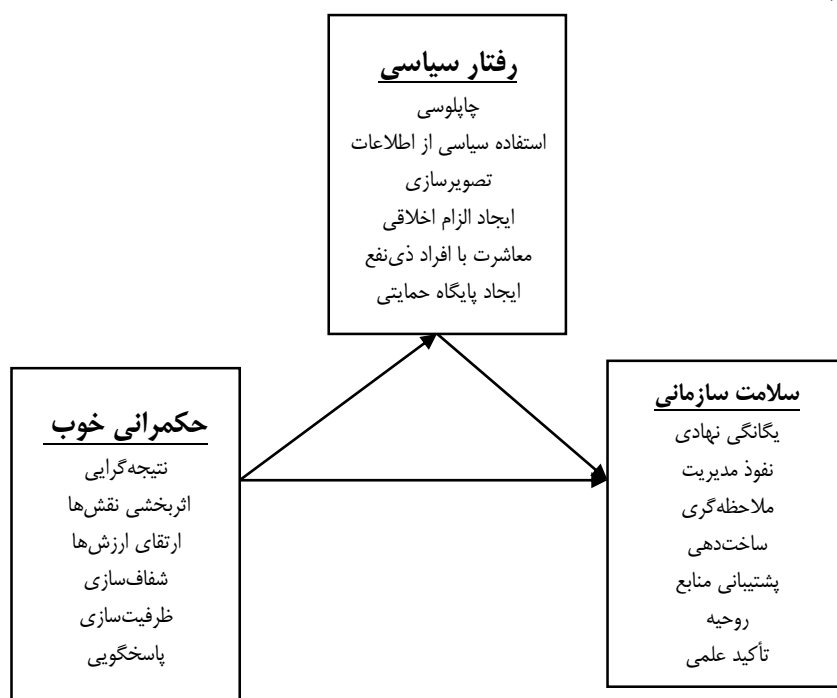 رفتار سیاسی
چاپلوسی
استفاده سیاسی از اطلاعات
تصویرسازی
ایجاد الزام اخلاقی
معاشرت با افراد ذی‌نفع
ایجاد پایگاه حمایتی
حکمرانی خوب
نتیجه‌گرایی
اثربخشی نقش‌ها
ارتقای ارزش‌ها
شفاف‌سازی
ظرفیت‌سازی
پاسخگویی
سلامت سازمانی
یگانگی نهادی
نفوذ مدیریت
ملاحظه‌گری
ساخت‌دهی
پشتیبانی منابع
روحیه
تأکید علمی